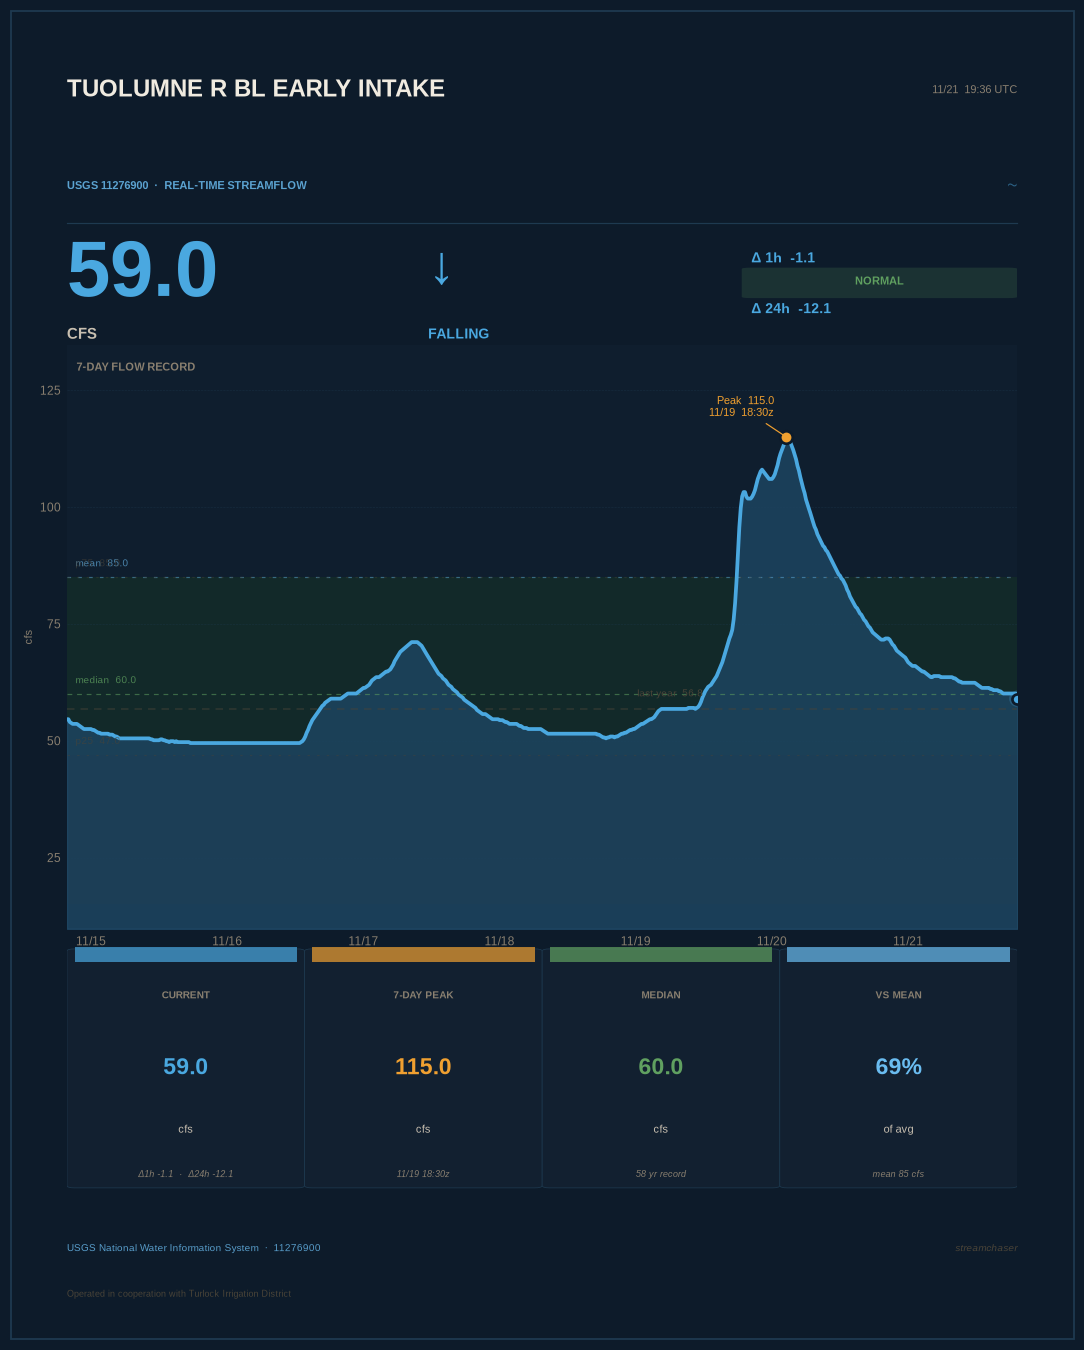 TUOLUMNE R BL EARLY INTAKE
11/21 19:36 UTC
USGS 11276900 · REAL-TIME STREAMFLOW
~
59.0
↓
Δ 1h -1.1
NORMAL
Δ 24h -12.1
CFS
FALLING
7-DAY FLOW RECORD
125
100
75
50
25
cfs
Peak 115.0
11/19 18:30z
mean 85.0
median 60.0
last year 56.9
11/15
11/16
11/17
11/18
11/19
11/20
11/21
CURRENT
7-DAY PEAK
MEDIAN
VS MEAN
59.0
115.0
60.0
69%
cfs
cfs
cfs
of avg
Δ1h -1.1 · Δ24h -12.1
11/19 18:30z
58 yr record
mean 85 cfs
USGS National Water Information System · 11276900
streamchaser
Operated in cooperation with Turlock Irrigation District